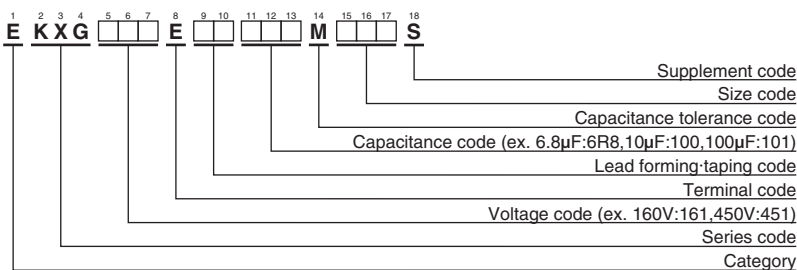 1 2 3 4 5 6 7 8 9 10 11 12 13 14 15 16 17 18
E KXG E M S
Supplement code
Size code
Capacitance tolerance code
Capacitance code (ex. 6.8μF:6R8,10μF:100,100μF:101)
Lead forming·taping code
Terminal code
Voltage code (ex. 160V:161,450V:451)
Series code
Category